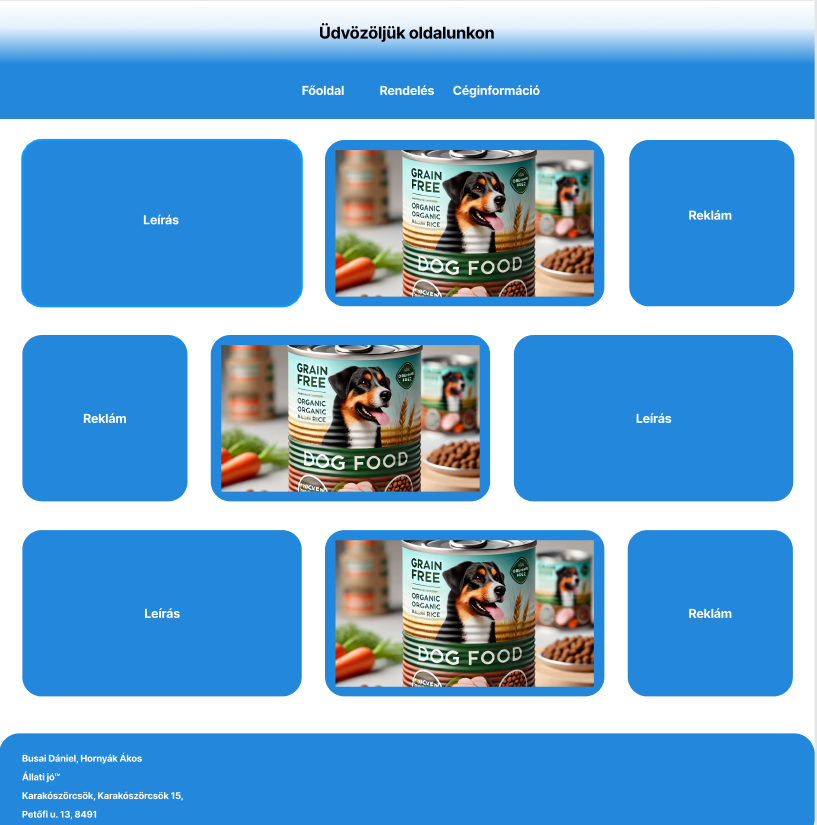 Üdvözöljük oldalunkon
Főoldal Rendelés Céginformáció
Leírás
GRAIN
FREE
ORGANIC
ORGANIC
RICE
DOG FOOD
Reklám
Reklám
GRAIN
FREE
ORGANIC
ORGANIC
RICE
DOG FOOD
Leírás
Leírás
GRAIN
FREE
ORGANIC
ORGANIC
RICE
DOG FOOD
Reklám
Busai Dániel, Hornyák Ákos
Állati jó™
Karakószörcsök, Karakószörcsök 15,
Petőfi u. 13, 8491